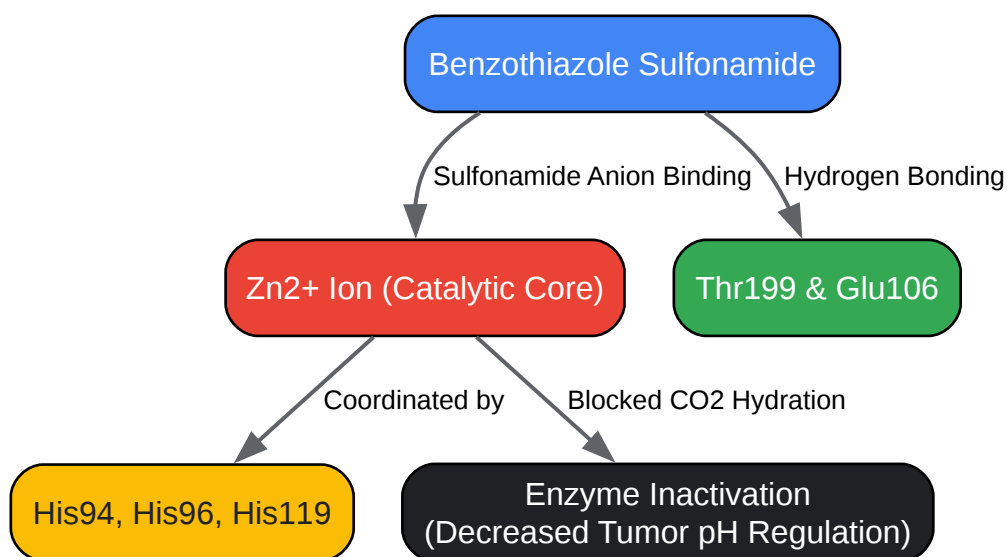 Benzothiazole Sulfonamide
Sulfonamide Anion Binding
Hydrogen Bonding
Zn2+ Ion (Catalytic Core)
Thr199 & Glu106
Coordinated by
Blocked CO2 Hydration
His94, His96, His119
Enzyme Inactivation
(Decreased Tumor pH Regulation)